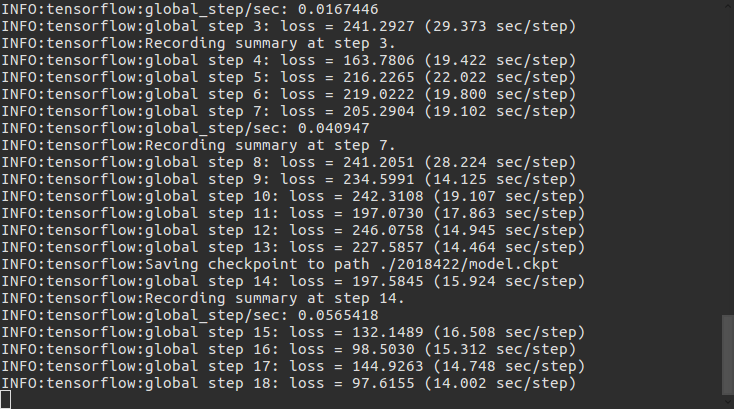 INFO:tensorflow:global_step/sec: 0.0167446
INFO:tensorflow:global step 3: loss = 241.2927 (29.373 sec/step)
INFO:tensorflow:Recording summary at step 3.
INFO:tensorflow:global step 4: loss = 163.7806 (19.422 sec/step)
INFO:tensorflow:global step 5: loss = 216.2265 (22.022 sec/step)
INFO:tensorflow:global step 6: loss = 219.0222 (19.800 sec/step)
INFO:tensorflow:global step 7: loss = 205.2904 (19.102 sec/step)
INFO:tensorflow:global_step/sec: 0.040947
INFO:tensorflow:Recording summary at step 7.
INFO:tensorflow:global step 8: loss = 241.2051 (28.224 sec/step)
INFO:tensorflow:global step 9: loss = 234.5991 (14.125 sec/step)
INFO:tensorflow:global step 10: loss = 242.3108 (19.107 sec/step)
INFO:tensorflow:global step 11: loss = 197.0730 (17.863 sec/step)
INFO:tensorflow:global step 12: loss = 246.0758 (14.945 sec/step)
INFO:tensorflow:global step 13: loss = 227.5857 (14.464 sec/step)
INFO:tensorflow:Saving checkpoint to path ./2018422/model.ckpt
INFO:tensorflow:global step 14: loss = 197.5845 (15.924 sec/step)
INFO:tensorflow:Recording summary at step 14.
INFO:tensorflow:global_step/sec: 0.0565418
INFO:tensorflow:global step 15: loss = 132.1489 (16.508 sec/step)
INFO:tensorflow:global step 16: loss = 98.5030 (15.312 sec/step)
INFO:tensorflow:global step 17: loss = 144.9263 (14.748 sec/step)
INFO:tensorflow:global step 18: loss = 97.6155 (14.002 sec/step)